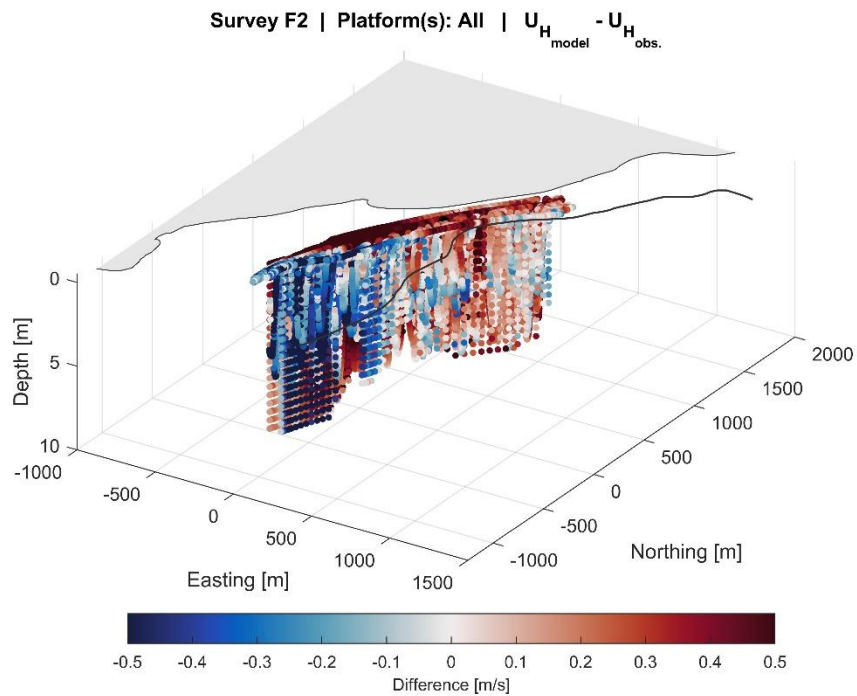 Survey F2 | Platform(s): All | U_H_model - U_H_obs.
0
5
10
Depth [m]
-1000
-500
0
500
1000
1500
Easting [m]
-1000
-500
0
500
1000
1500
2000
Northing [m]
-0.5 -0.4 -0.3 -0.2 -0.1 0 0.1 0.2 0.3 0.4 0.5
Difference [m/s]